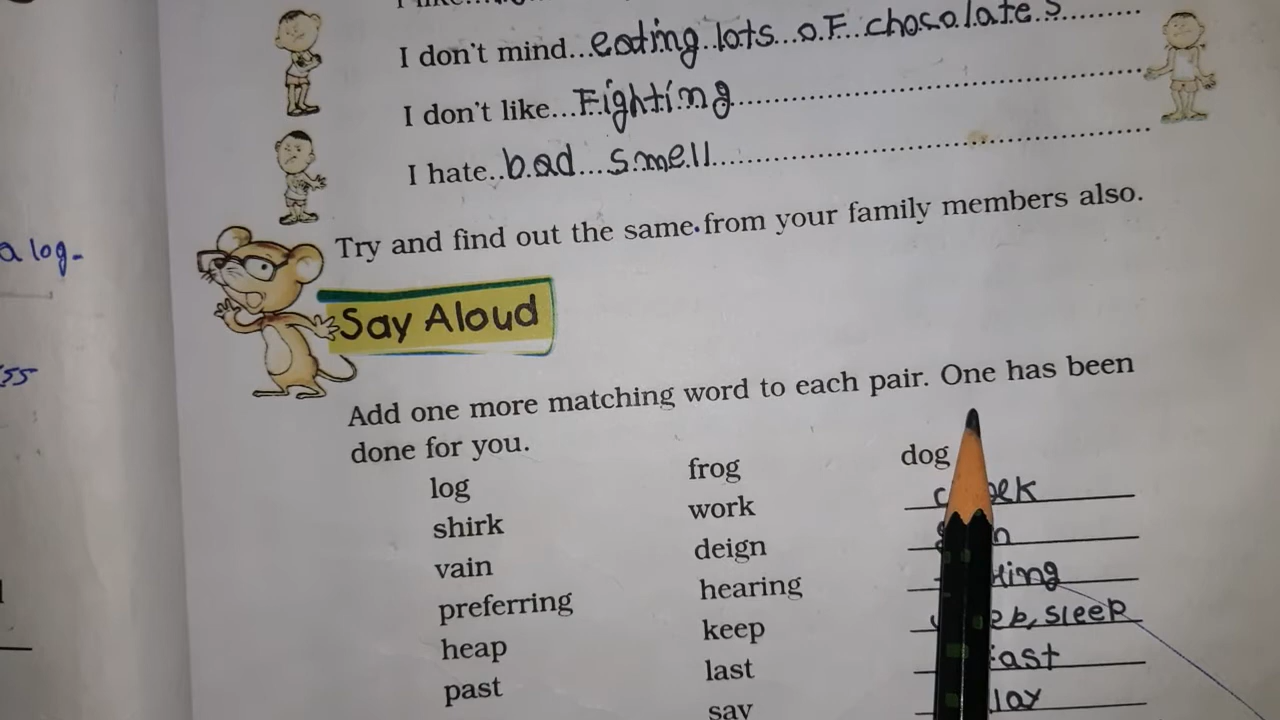 I don't mind...eating lots of chocolates
I don't like...Fighting
I hate..bad smell
Try and find out the same from your family members also.
a log-
Say Aloud
ss
Add one more matching word to each pair. One has been
done for you.
log frog dog
shirk work
vain deign
preferring hearing
heap keep sleep
past last
say